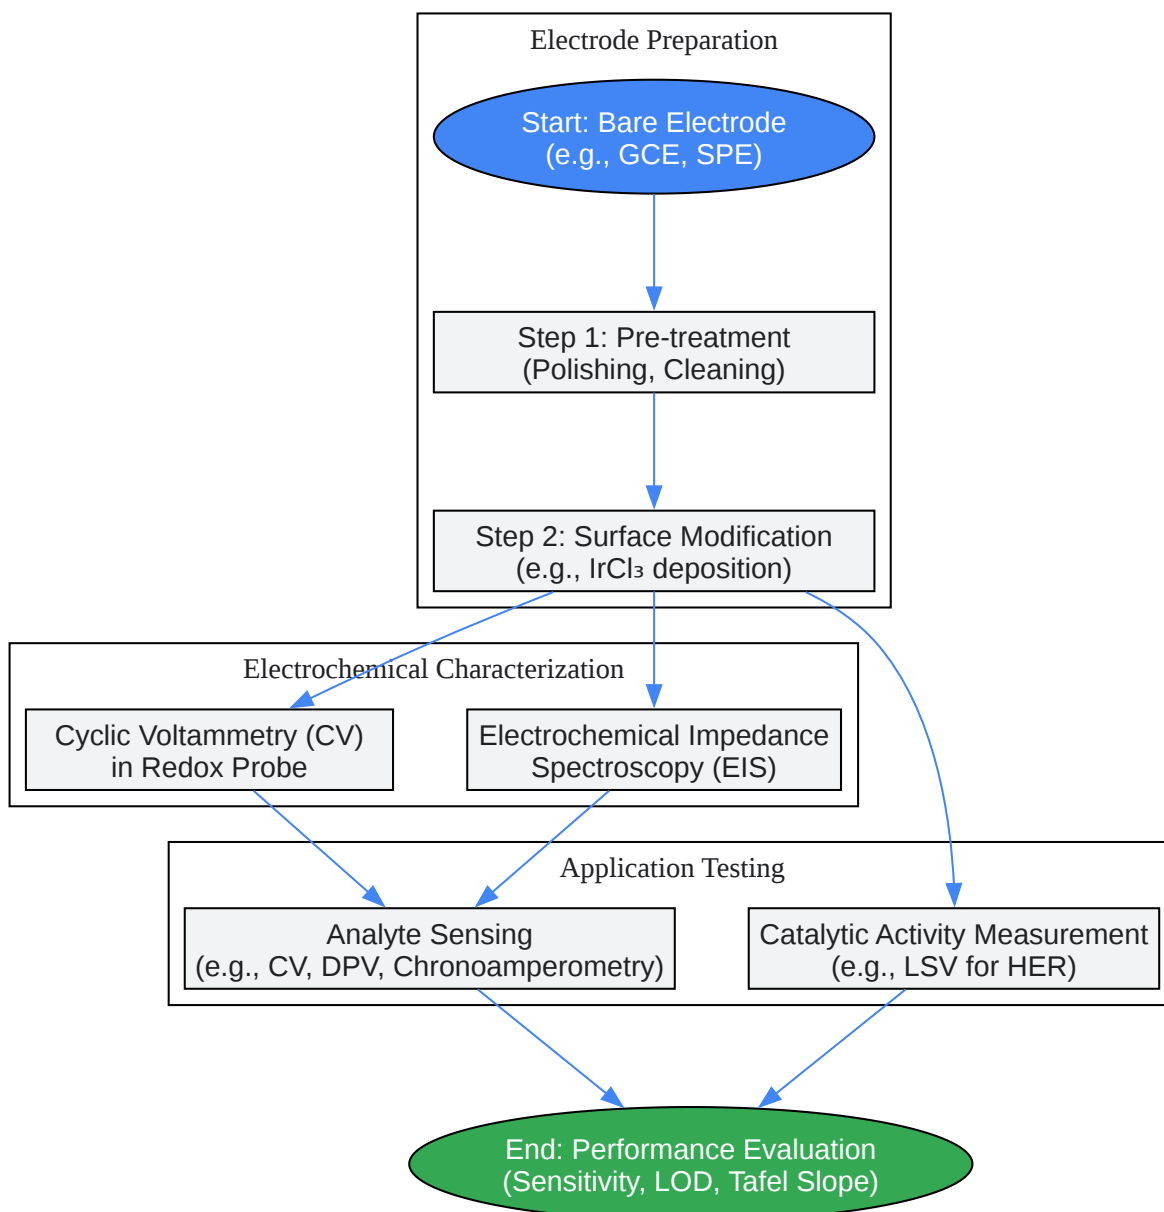 Electrode Preparation
Start: Bare Electrode
(e.g., GCE, SPE)
Step 1: Pre-treatment
(Polishing, Cleaning)
Step 2: Surface Modification
(e.g., IrCl₃ deposition)
Electrochemical Characterization
Cyclic Voltammetry (CV)
in Redox Probe
Electrochemical Impedance
Spectroscopy (EIS)
Application Testing
Analyte Sensing
(e.g., CV, DPV, Chronoamperometry)
Catalytic Activity Measurement
(e.g., LSV for HER)
End: Performance Evaluation
(Sensitivity, LOD, Tafel Slope)